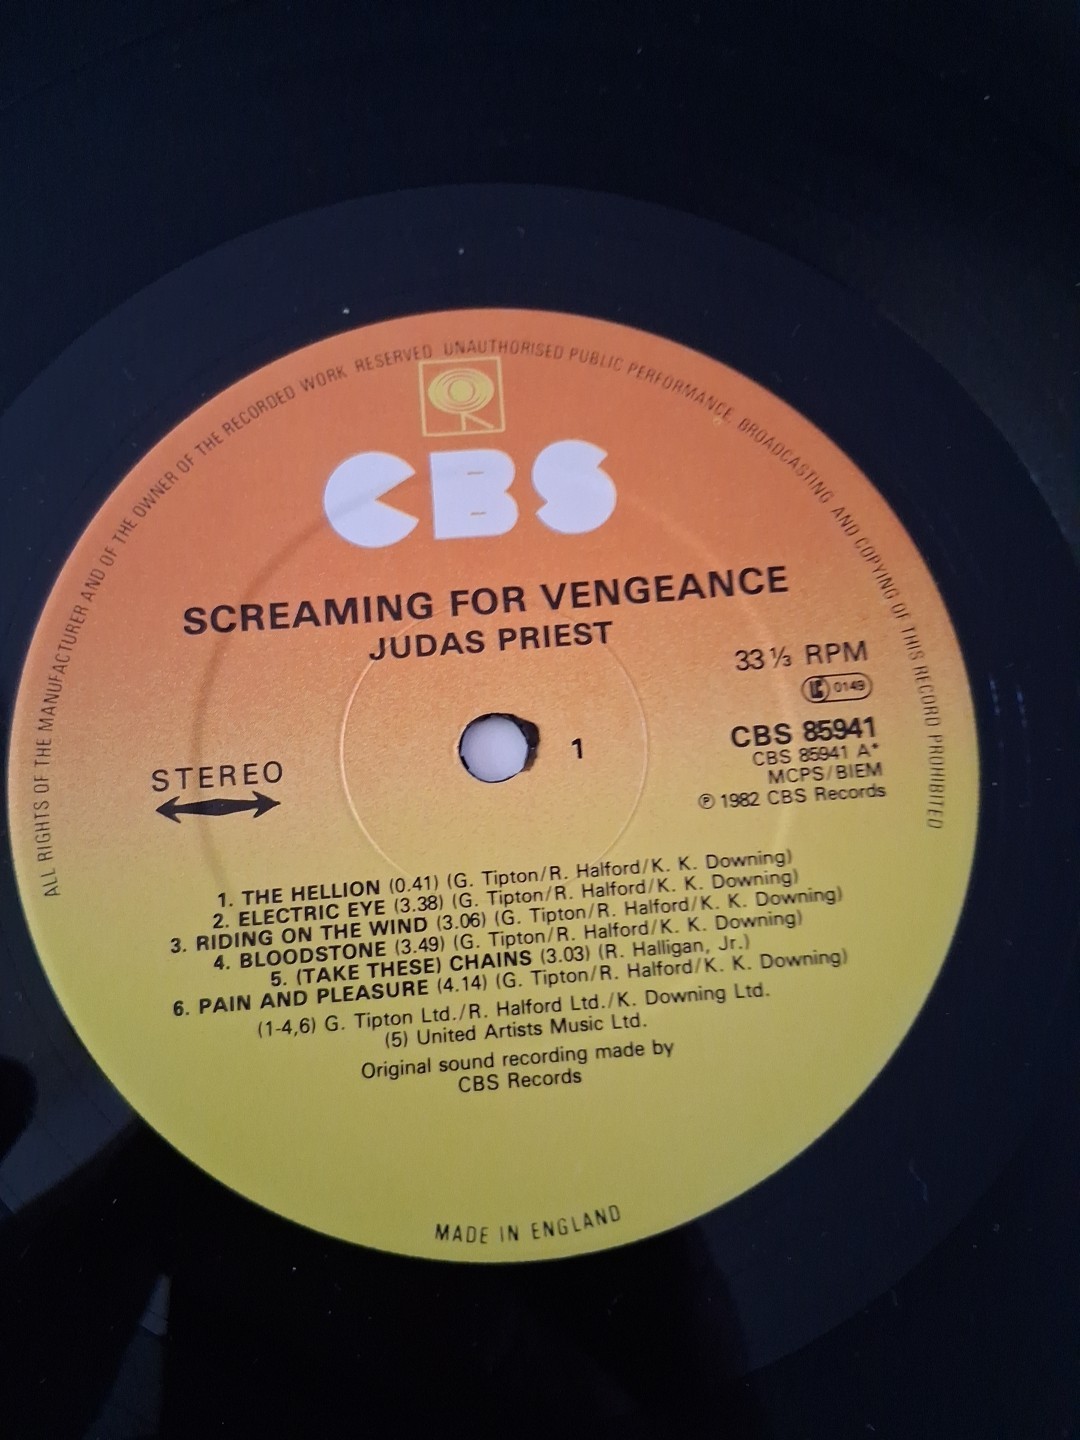 ALL RIGHTS OF THE MANUFACTURER AND OF THE OWNER OF THE RECORDED WORK RESERVED. UNAUTHORISED PUBLIC PERFORMANCE, BROADCASTING AND COPYING OF THIS RECORD PROHIBITED
CBS
SCREAMING FOR VENGEANCE
JUDAS PRIEST
33 1/3 RPM
LC 0149
STEREO
1
CBS 85941
CBS 85941 A*
MCPS/BIEM
℗ 1982 CBS Records
1. THE HELLION (0.41) (G. Tipton/R. Halford/K. K. Downing)
2. ELECTRIC EYE (3.38) (G. Tipton/R. Halford/K. K. Downing)
3. RIDING ON THE WIND (3.06) (G. Tipton/R. Halford/K. K. Downing)
4. BLOODSTONE (3.49) (G. Tipton/R. Halford/K. K. Downing)
5. (TAKE THESE) CHAINS (3.03) (R. Halligan, Jr.)
6. PAIN AND PLEASURE (4.14) (G. Tipton/R. Halford/K. K. Downing)
(1-4,6) G. Tipton Ltd./R. Halford Ltd./K. Downing Ltd.
(5) United Artists Music Ltd.
Original sound recording made by
CBS Records
MADE IN ENGLAND